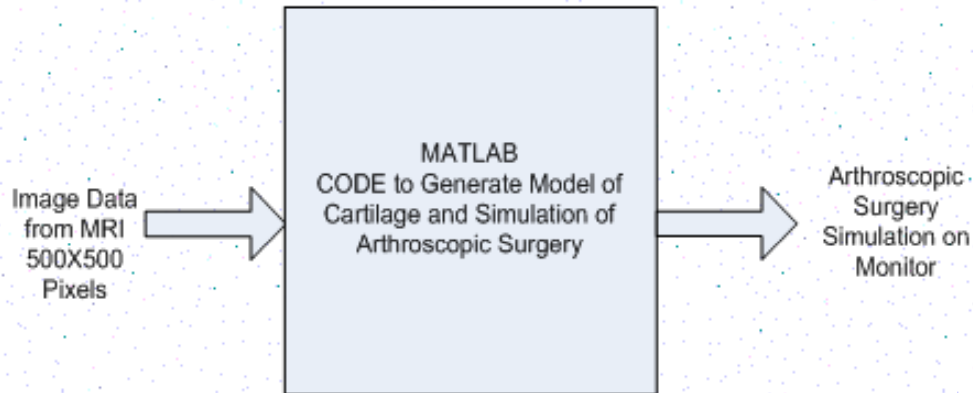 Image Data
from MRI
500X500
Pixels
MATLAB
CODE to Generate Model of
Cartilage and Simulation of
Arthroscopic Surgery
Arthroscopic
Surgery
Simulation on
Monitor